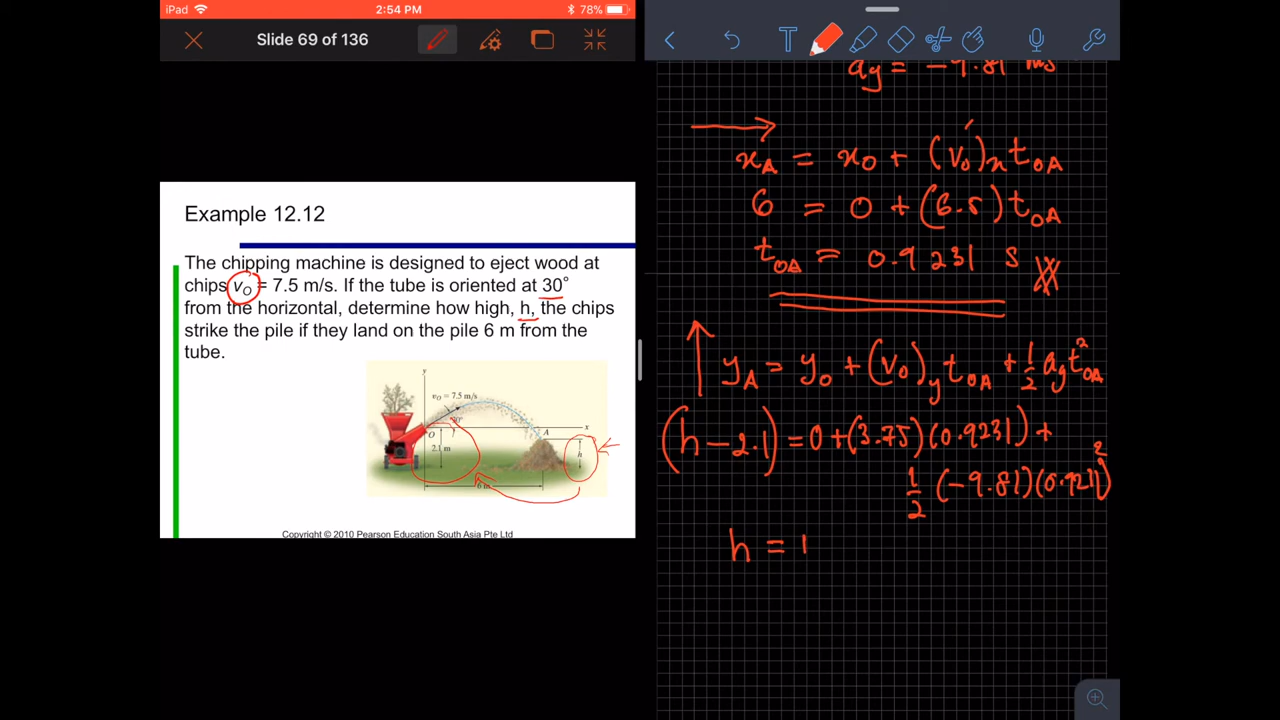 iPad 2:54 PM 78%
Slide 69 of 136
T
Example 12.12
The chipping machine is designed to eject wood at
chips vO = 7.5 m/s. If the tube is oriented at 30°
from the horizontal, determine how high, h, the chips
strike the pile if they land on the pile 6 m from the
tube.
y
vO = 7.5 m/s
30°
O
x
A
2.1 m
h
6 m
Copyright © 2010 Pearson Education South Asia Pte Ltd
ay = -9.81 ms
xA = x0 + (v0)x tOA
6 = 0 + (6.5) tOA
tOA = 0.9231 s
yA = y0 + (v0)y tOA + 1/2 ay t²OA
(h - 2.1) = 0 + (3.75)(0.9231) +
1/2 (-9.81)(0.9231)²
h = 1